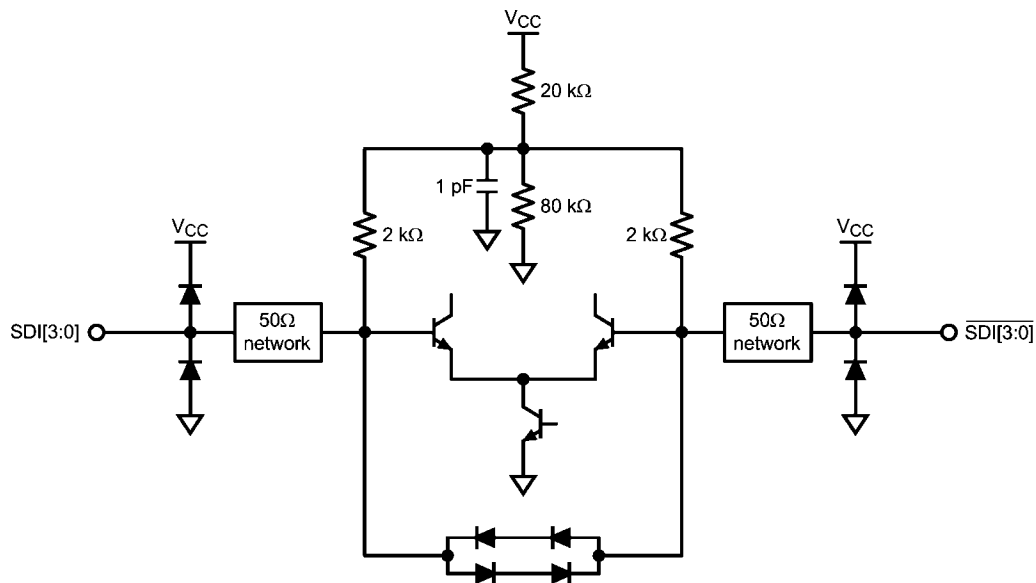 VCC
20 kΩ
1 pF
80 kΩ
2 kΩ
2 kΩ
VCC
VCC
SDI[3:0]
50Ω
network
50Ω
network
SDI[3:0]